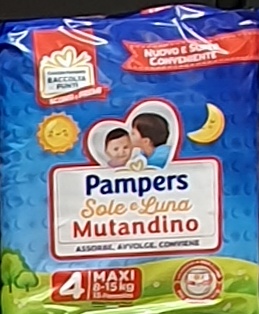 RACCOLTA
PUNTI
NUOVO E SUPER
CONVENIENTE
Pampers
Sole e Luna
Mutandino
ASSORBE, AVVOLGE, CONVIENE
4 MAXI
8-15 kg